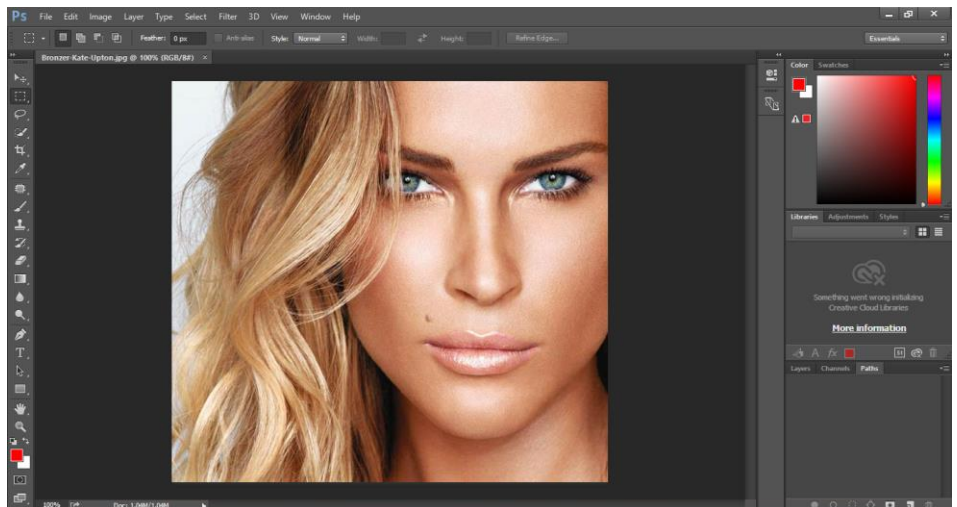 Ps File Edit Image Layer Type Select Filter 3D View Window Help
Feather: 0 px Anti-alias Style: Normal Width: Height: Refine Edge... Essentials
Bronzer-Kate-Upton.jpg @ 100% (RGB/8#) ×
Color Swatches
Libraries Adjustments Styles
Something went wrong initializing
Creative Cloud Libraries
More information
Layers Channels Paths
100% Doc: 1.04M/1.04M